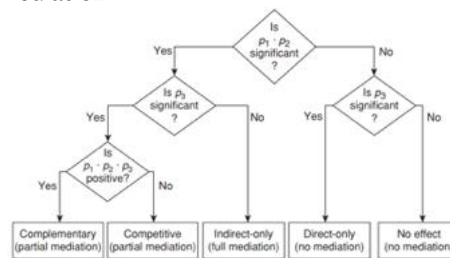 Is
p₁ · p₂
significant
?
Yes
No
Is p₃
significant
?
Is p₃
significant
?
Yes
No
Yes
No
Is
p₁ · p₂ · p₃
positive?
Yes
No
Complementary
(partial mediation)
Competitive
(partial mediation)
Indirect-only
(full mediation)
Direct-only
(no mediation)
No effect
(no mediation)